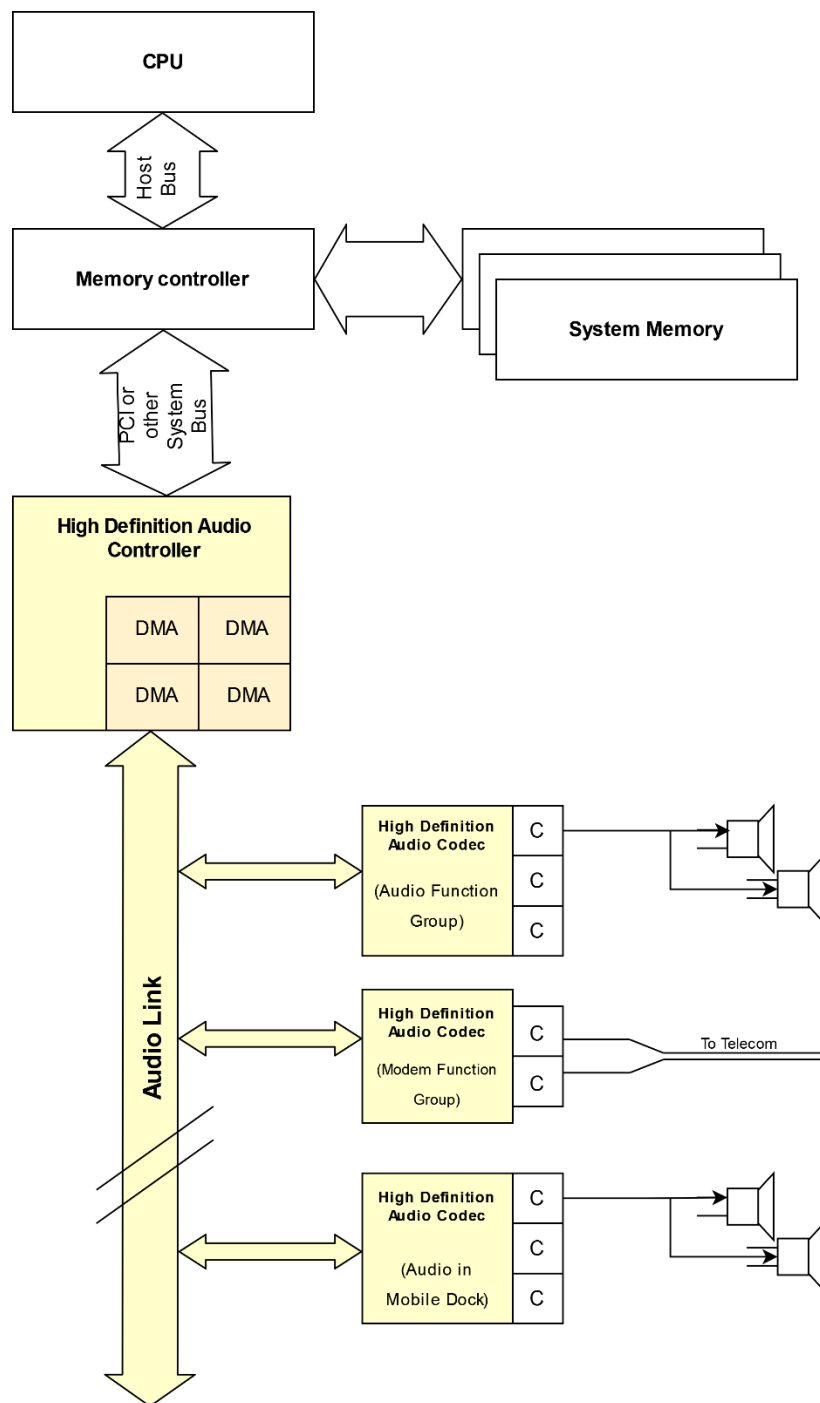 CPU
Host
Bus
Memory controller
System Memory
PCI or
other
System
Bus
High Definition Audio
Controller
DMA
DMA
DMA
DMA
Audio Link
High Definition
Audio Codec
(Audio Function
Group)
C
C
C
High Definition
Audio Codec
(Modem Function
Group)
C
C
To Telecom
High Definition
Audio Codec
(Audio in
Mobile Dock)
C
C
C